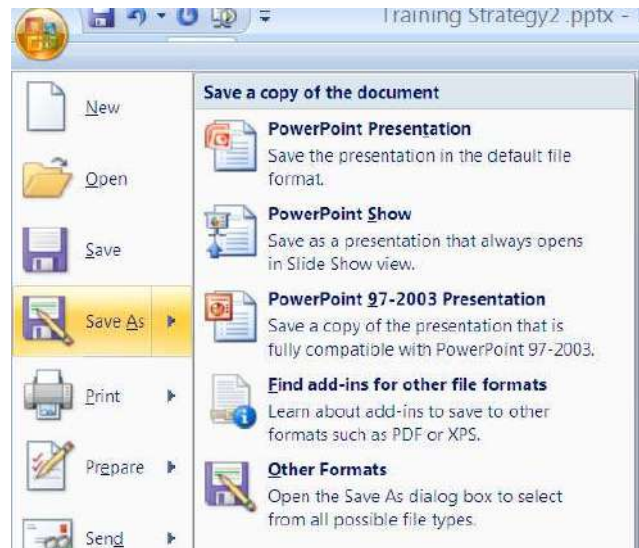 Training Strategy2 .pptx -
New
Open
Save
Save As
Print
Prepare
Send
Save a copy of the document
PowerPoint Presentation
Save the presentation in the default file
format.
PowerPoint Show
Save as a presentation that always opens
in Slide Show view.
PowerPoint 97-2003 Presentation
Save a copy of the presentation that is
fully compatible with PowerPoint 97-2003.
Find add-ins for other file formats
Learn about add-ins to save to other
formats such as PDF or XPS.
Other Formats
Open the Save As dialog box to select
from all possible file types.